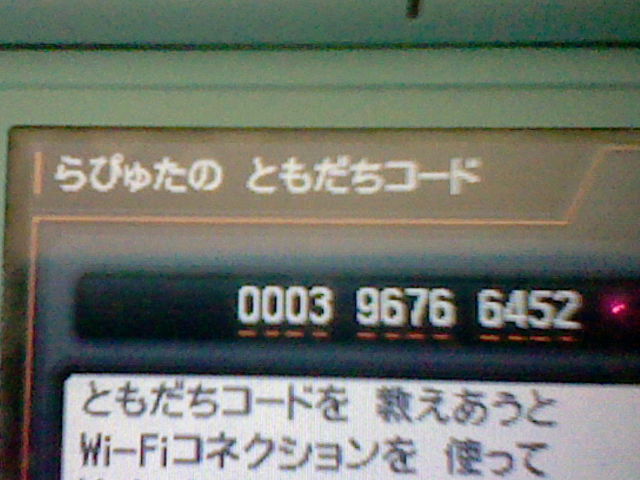 らぴゅたの ともだちコード
0003 9676 6452
ともだちコードを 教えあうと
Wi-Fiコネクションを 使って